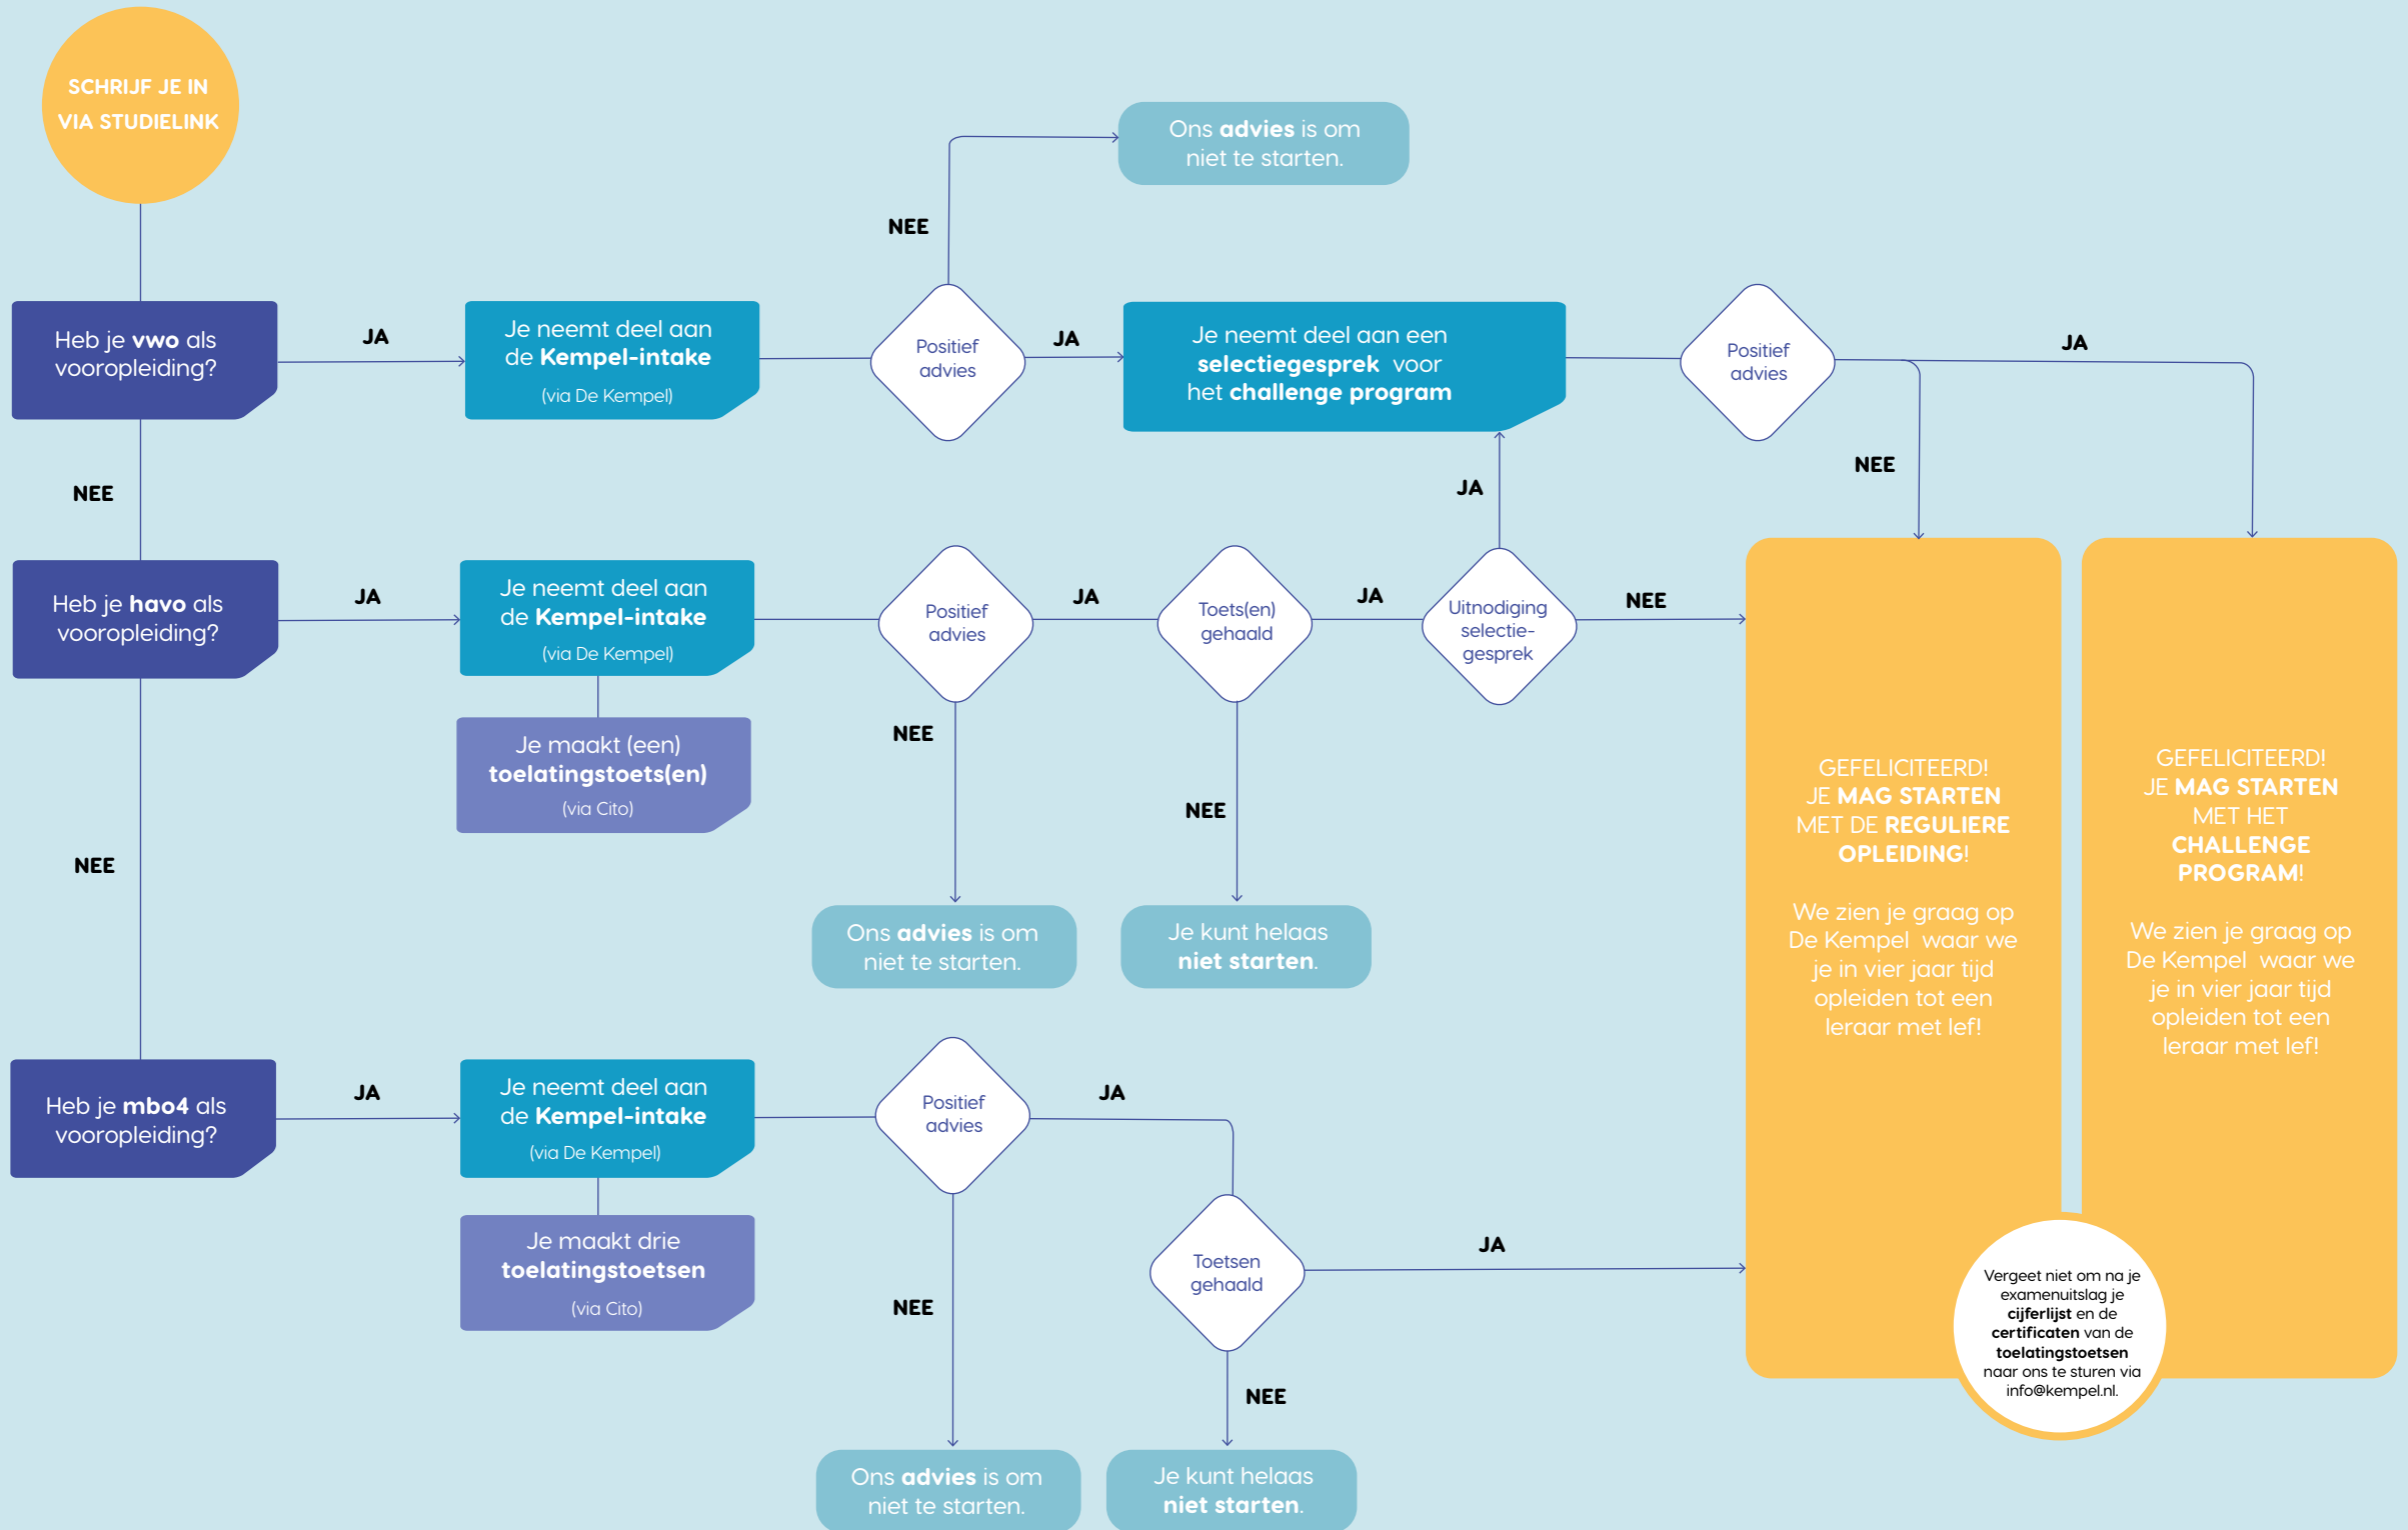 SCHRIJF JE IN
VIA STUDIELINK
Ons advies is om
niet te starten.
NEE
Heb je vwo als
vooropleiding?
JA
Je neemt deel aan
de Kempel-intake
(via De Kempel)
Positief
advies
JA
Je neemt deel aan een
selectiegesprek voor
het challenge program
Positief
advies
JA
NEE
NEE
JA
Heb je havo als
vooropleiding?
JA
Je neemt deel aan
de Kempel-intake
(via De Kempel)
Je maakt (een)
toelatingstoets(en)
(via Cito)
Positief
advies
JA
Toets(en)
gehaald
JA
Uitnodiging
selectie-
gesprek
NEE
NEE
NEE
NEE
Ons advies is om
niet te starten.
Je kunt helaas
niet starten.
GEFELICITEERD!
JE MAG STARTEN
MET DE REGULIERE
OPLEIDING!
We zien je graag op
De Kempel waar we
je in vier jaar tijd
opleiden tot een
leraar met lef!
GEFELICITEERD!
JE MAG STARTEN
MET HET
CHALLENGE
PROGRAM!
We zien je graag op
De Kempel waar we
je in vier jaar tijd
opleiden tot een
leraar met lef!
Heb je mbo4 als
vooropleiding?
JA
Je neemt deel aan
de Kempel-intake
(via De Kempel)
Je maakt drie
toelatingstoetsen
(via Cito)
Positief
advies
JA
Toetsen
gehaald
JA
NEE
NEE
Ons advies is om
niet te starten.
Je kunt helaas
niet starten.
Vergeet niet om na je
examenuitslag je
cijferlijst en de
certificaten van de
toelatingstoetsen
naar ons te sturen via
info@kempel.nl.